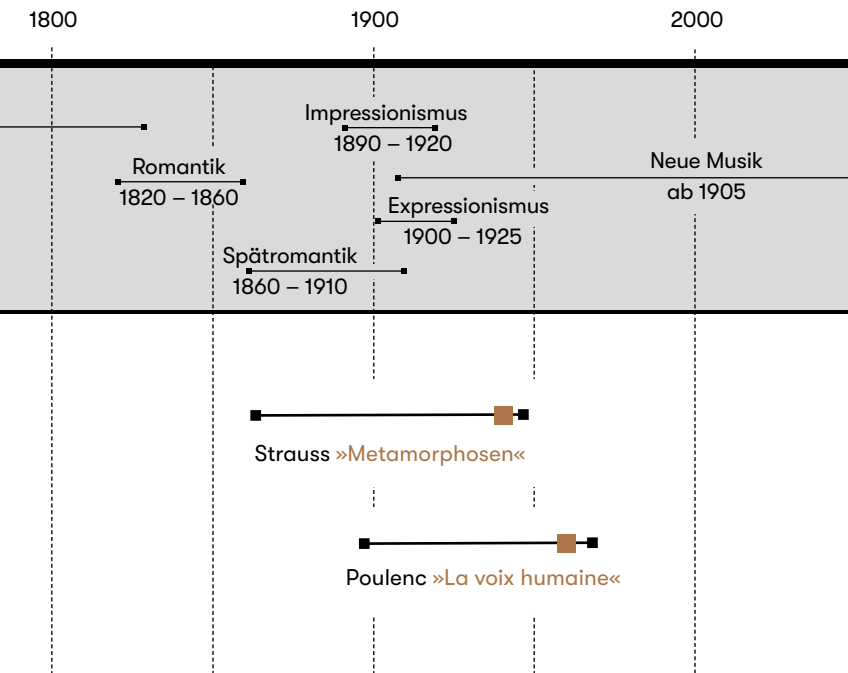 1800 1900 2000
Impressionismus
1890 – 1920
Romantik
1820 – 1860
Neue Musik
ab 1905
Expressionismus
1900 – 1925
Spätromantik
1860 – 1910
Strauss »Metamorphosen«
Poulenc »La voix humaine«